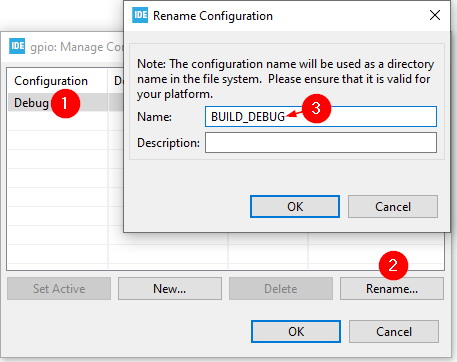 IDE Rename Configuration
Note: The configuration name will be used as a directory
name in the file system. Please ensure that it is valid for
your platform.
Name: BUILD_DEBUG 3
Description:
OK Cancel
IDE gpio: Manage Con
Configuration
Debug 1
2
Set Active New... Delete Rename...
OK Cancel